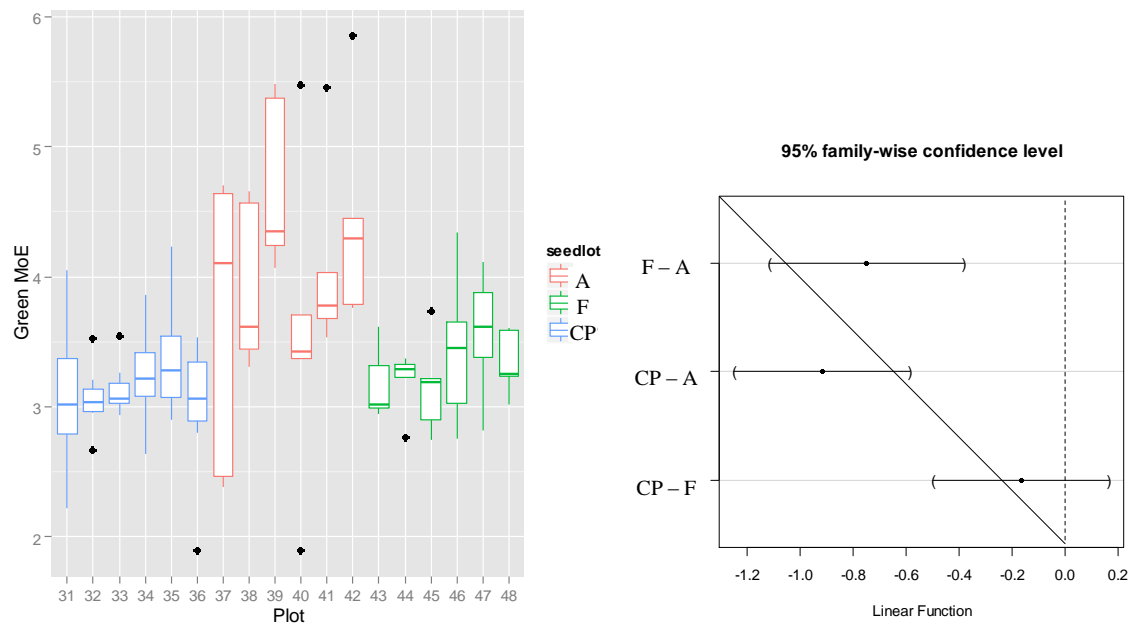 6
5
4
3
2
Green MoE
31 32 33 34 35 36 37 38 39 40 41 42 43 44 45 46 47 48
Plot
seedlot
A
F
CP
95% family-wise confidence level
F – A
CP – A
CP – F
-1.2 -1.0 -0.8 -0.6 -0.4 -0.2 0.0 0.2
Linear Function